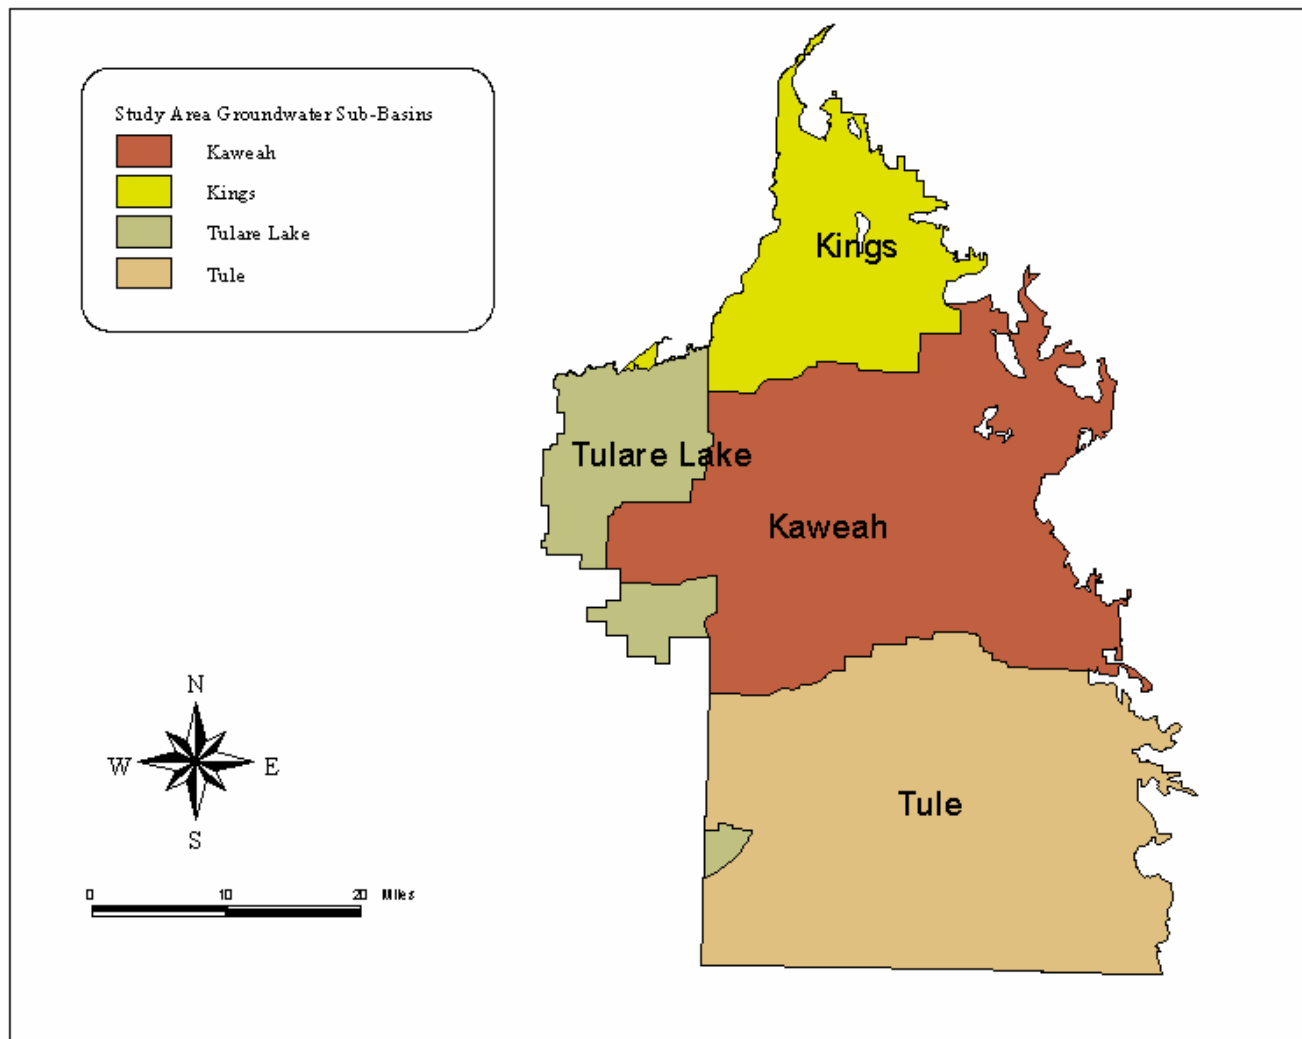 Study Area Groundwater Sub-Basins
Kaweah
Kings
Tulare Lake
Tule
Kings
Tulare Lake
Kaweah
Tule
N
W E
S
0 10 20 Miles